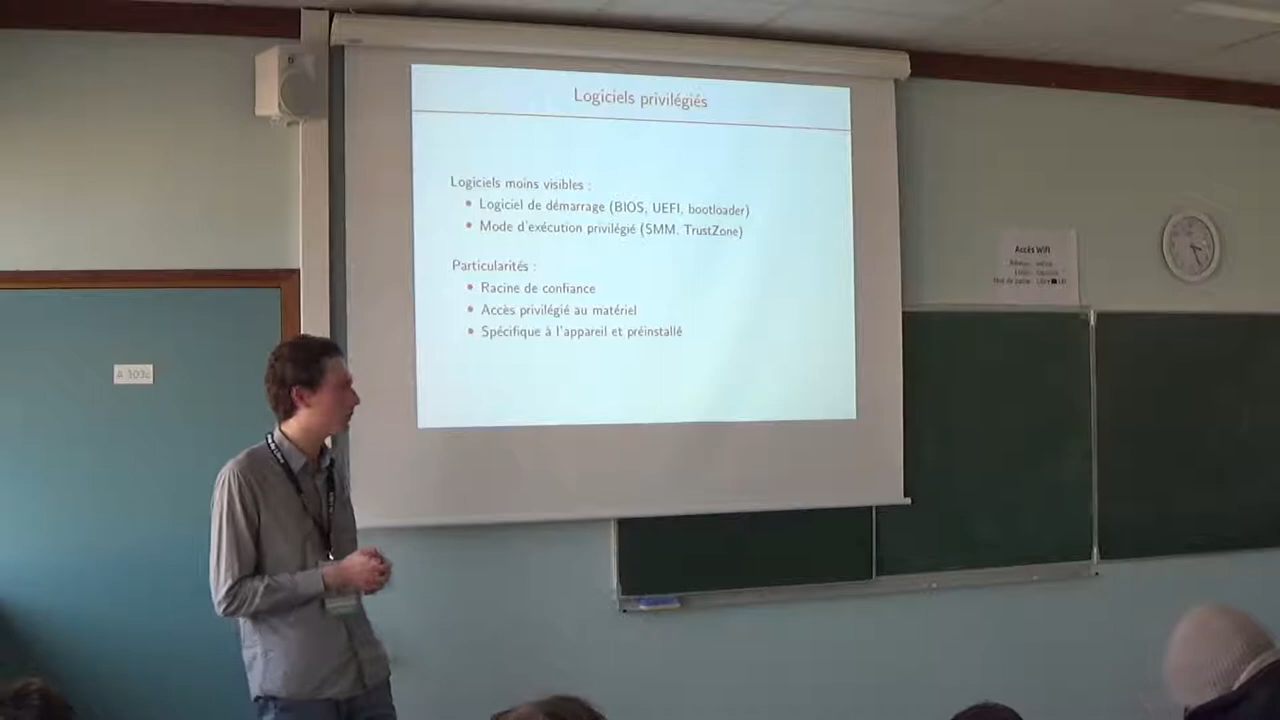 Logiciels privilégiés
Logiciels moins visibles :
Logiciel de démarrage (BIOS, UEFI, bootloader)
Mode d'exécution privilégié (SMM, TrustZone)
Particularités :
Racine de confiance
Accès privilégié au matériel
Spécifique à l'appareil et préinstallé
Accès Wifi
A 303c